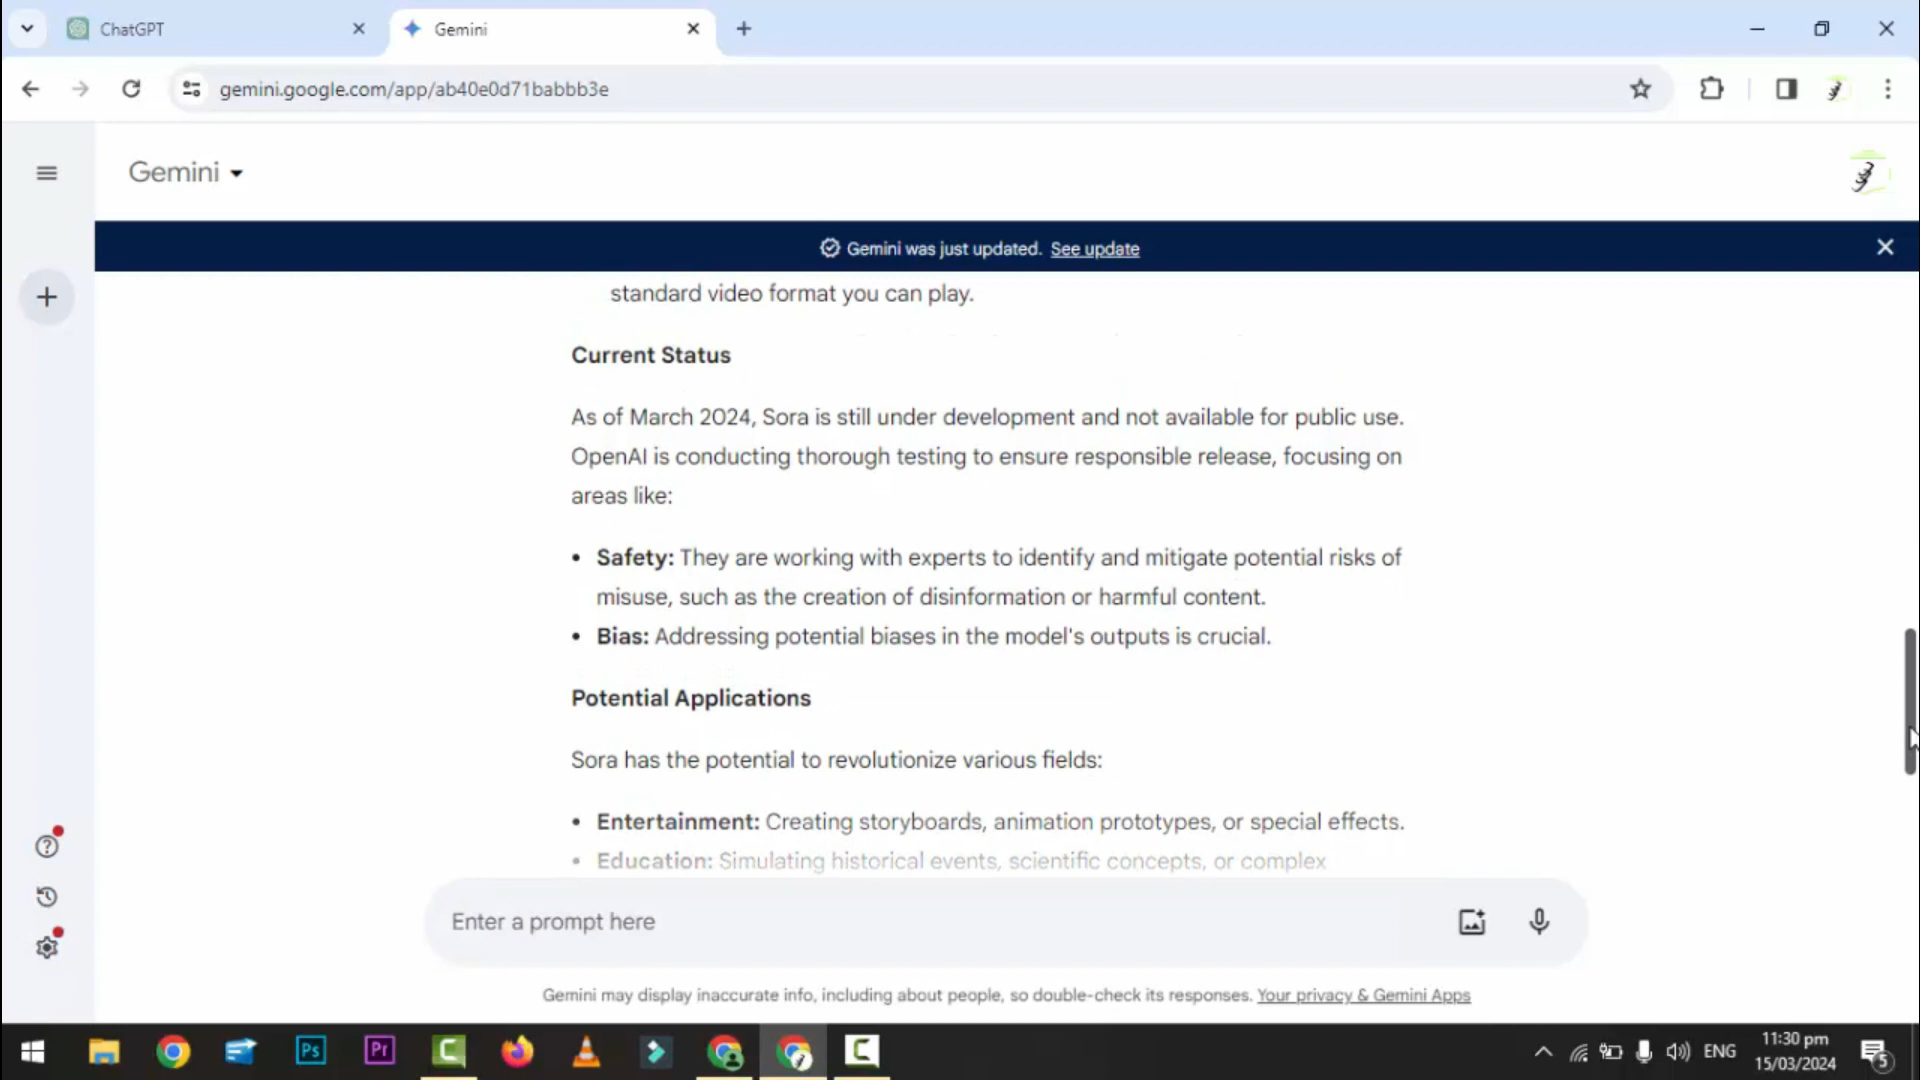 ChatGPT
Gemini
gemini.google.com/app/ab40e0d71babbb3e
Gemini
Gemini was just updated. See update
standard video format you can play.
Current Status
As of March 2024, Sora is still under development and not available for public use.
OpenAI is conducting thorough testing to ensure responsible release, focusing on
areas like:
• Safety: They are working with experts to identify and mitigate potential risks of
misuse, such as the creation of disinformation or harmful content.
• Bias: Addressing potential biases in the model's outputs is crucial.
Potential Applications
Sora has the potential to revolutionize various fields:
• Entertainment: Creating storyboards, animation prototypes, or special effects.
• Education: Simulating historical events, scientific concepts, or complex
Enter a prompt here
Gemini may display inaccurate info, including about people, so double-check its responses. Your privacy & Gemini Apps
Ps
Pr
ENG
11:30 pm
15/03/2024
5